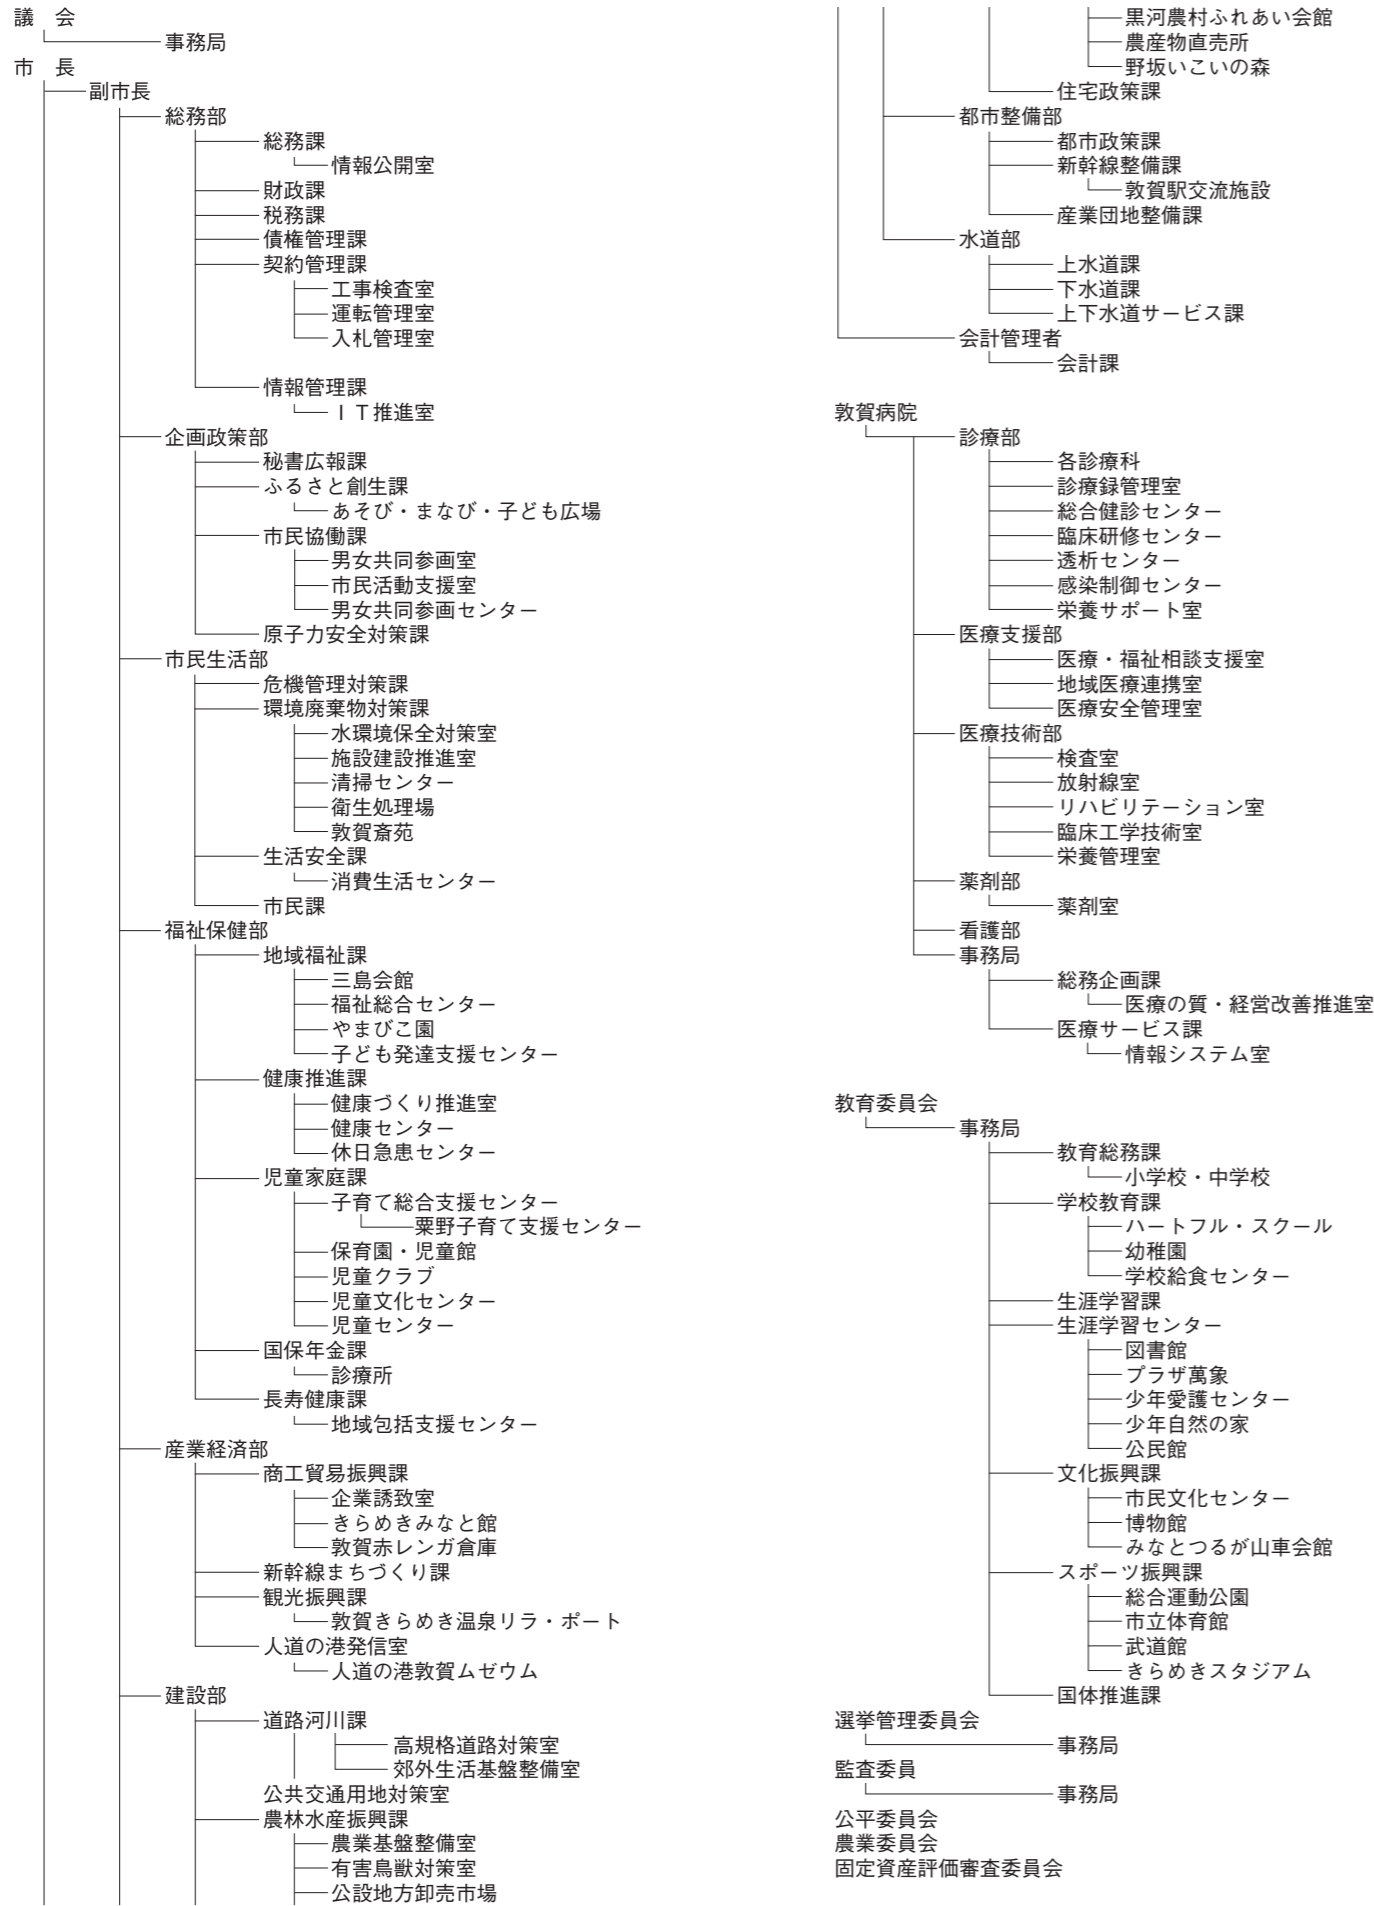 議　会
事務局
市　長
副市長
総務部
総務課
情報公開室
財政課
税務課
債権管理課
契約管理課
工事検査室
運転管理室
入札管理室
情報管理課
ＩＴ推進室
企画政策部
秘書広報課
ふるさと創生課
あそび・まなび・子ども広場
市民協働課
男女共同参画室
市民活動支援室
男女共同参画センター
原子力安全対策課
市民生活部
危機管理対策課
環境廃棄物対策課
水環境保全対策室
施設建設推進室
清掃センター
衛生処理場
敦賀斎苑
生活安全課
消費生活センター
市民課
福祉保健部
地域福祉課
三島会館
福祉総合センター
やまびこ園
子ども発達支援センター
健康推進課
健康づくり推進室
健康センター
休日急患センター
児童家庭課
子育て総合支援センター
粟野子育て支援センター
保育園・児童館
児童クラブ
児童文化センター
児童センター
国保年金課
診療所
長寿健康課
地域包括支援センター
産業経済部
商工貿易振興課
企業誘致室
きらめきみなと館
敦賀赤レンガ倉庫
新幹線まちづくり課
観光振興課
敦賀きらめき温泉リラ・ポート
人道の港発信室
人道の港敦賀ムゼウム
建設部
道路河川課
高規格道路対策室
郊外生活基盤整備室
公共交通用地対策室
農林水産振興課
農業基盤整備室
有害鳥獣対策室
公設地方卸売市場
黒河農村ふれあい会館
農産物直売所
野坂いこいの森
住宅政策課
都市整備部
都市政策課
新幹線整備課
敦賀駅交流施設
産業団地整備課
水道部
上水道課
下水道課
上下水道サービス課
会計管理者
会計課
敦賀病院
診療部
各診療科
診療録管理室
総合健診センター
臨床研修センター
透析センター
感染制御センター
栄養サポート室
医療支援部
医療・福祉相談支援室
地域医療連携室
医療安全管理室
医療技術部
検査室
放射線室
リハビリテーション室
臨床工学技術室
栄養管理室
薬剤部
薬剤室
看護部
事務局
総務企画課
医療の質・経営改善推進室
医療サービス課
情報システム室
教育委員会
事務局
教育総務課
小学校・中学校
学校教育課
ハートフル・スクール
幼稚園
学校給食センター
生涯学習課
生涯学習センター
図書館
プラザ萬象
少年愛護センター
少年自然の家
公民館
文化振興課
市民文化センター
博物館
みなとつるが山車会館
スポーツ振興課
総合運動公園
市立体育館
武道館
きらめきスタジアム
国体推進課
選挙管理委員会
事務局
監査委員
事務局
公平委員会
農業委員会
固定資産評価審査委員会